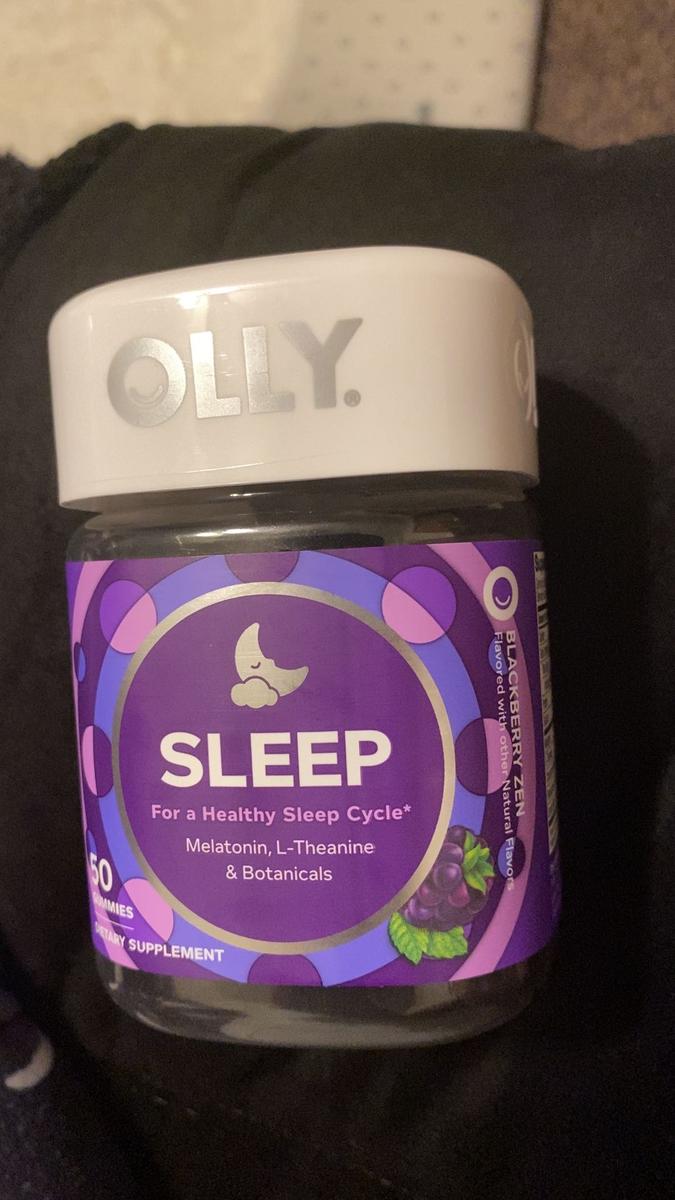 OLLY.®
SLEEP
For a Healthy Sleep Cycle*
Melatonin, L-Theanine
& Botanicals
50
GUMMIES
DIETARY SUPPLEMENT
BLACKBERRY ZEN
Flavored with other Natural Flavors